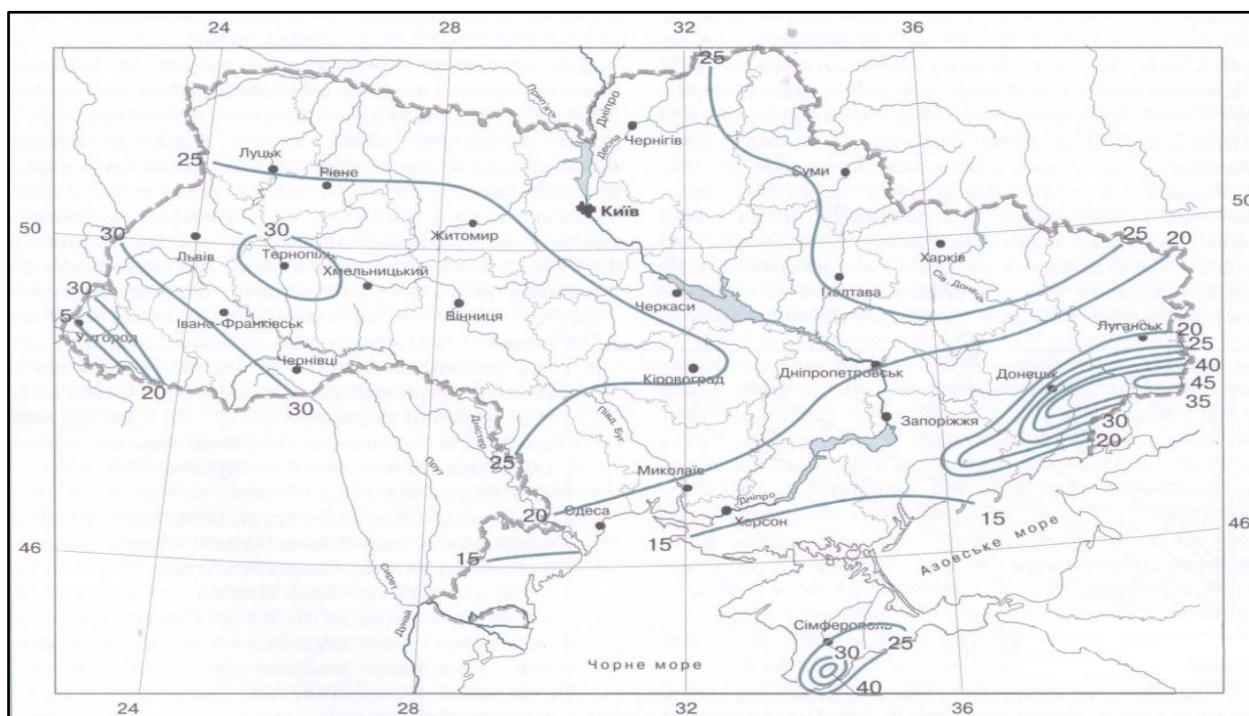 24
28
32
36
25
Прип'ять
Дніпро
Десна
Чернігів
25
Луцьк
Рівне
Суми
Київ
50
30
30
Житомир
25
20
50
Львів
Тернопіль
Харків
Хмельницький
Сів. Донець
30
Полтава
5
Черкаси
Ужгород
Івано-Франківськ
Вінниця
Луганськ
20
25
Чернівці
Кіровоград
Дніпропетровськ
Донецьк
40
45
20
30
35
Півд. Буг
Запоріжжя
30
Дністер
20
Прут
25
Миколаїв
20
Одеса
Дніпро
Херсон
15
46
15
15
46
Азовське море
Сирет
Дунай
Сімферополь
25
30
Чорне море
40
24
28
32
36